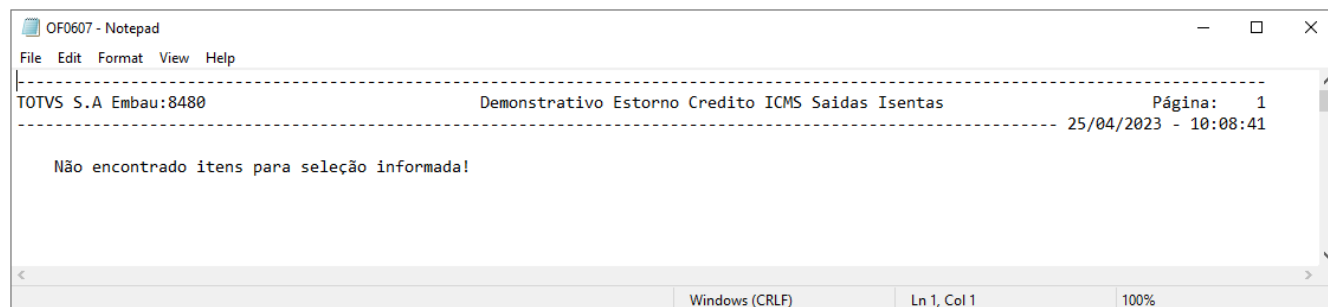 OF0607 - Notepad
File Edit Format View Help
--------------------------------------------------------------------------------------------------------------------------------------
TOTVS S.A Embau:8480 Demonstrativo Estorno Credito ICMS Saidas Isentas Página: 1
---------------------------------------------------------------------------------------------------------------- 25/04/2023 - 10:08:41
Não encontrado itens para seleção informada!
Windows (CRLF) Ln 1, Col 1 100%